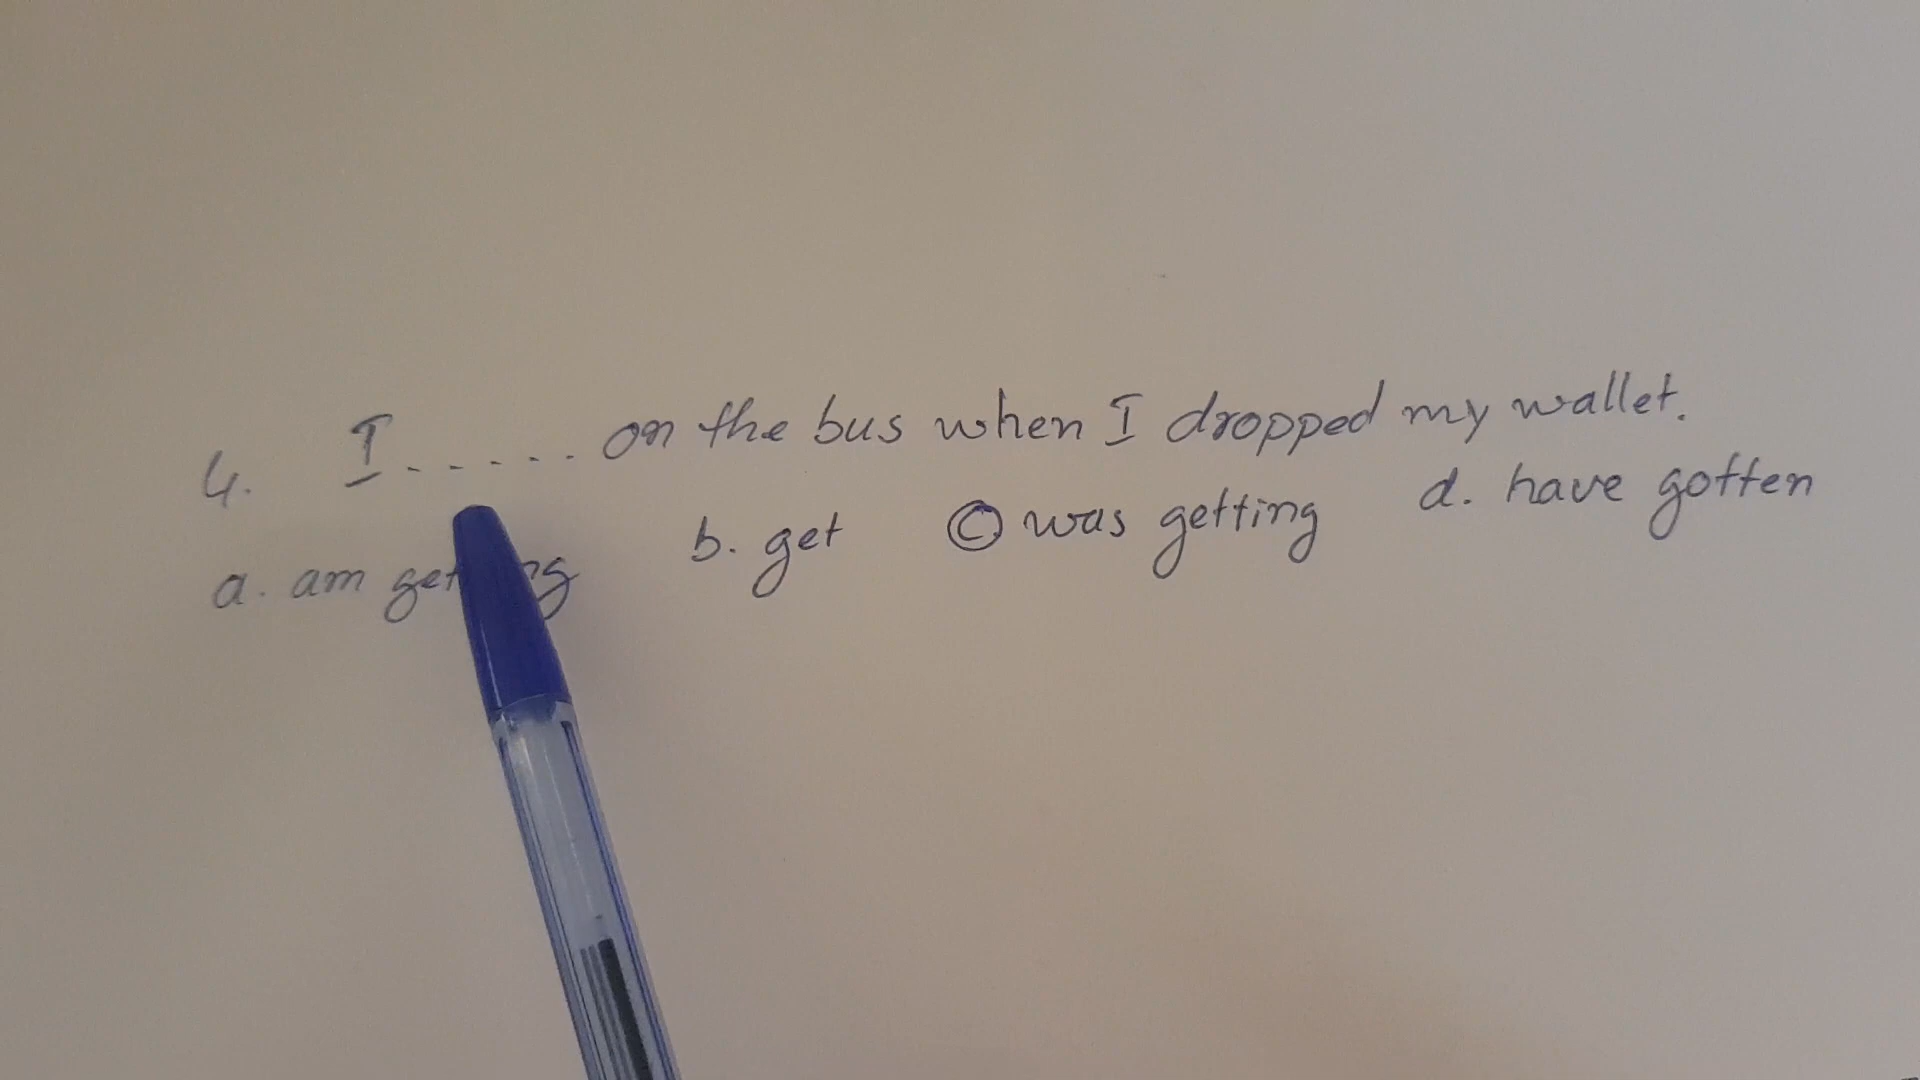 4. I ...... on the bus when I dropped my wallet.
a. am b. get c was getting d. have gotten